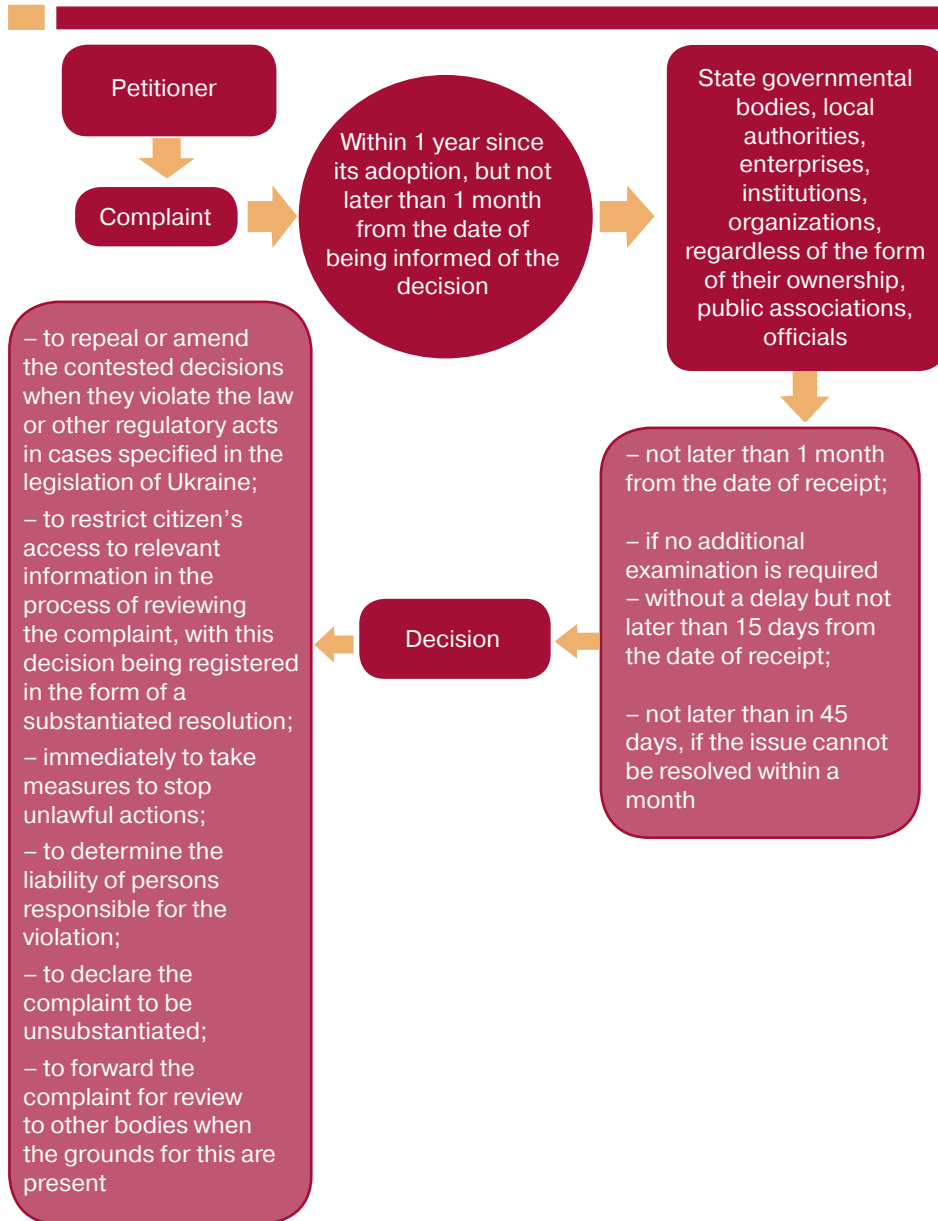 Petitioner
Complaint
Within 1 year since
its adoption, but not
later than 1 month
from the date of
being informed of the
decision
State governmental
bodies, local
authorities,
enterprises,
institutions,
organizations,
regardless of the form
of their ownership,
public associations,
officials
– not later than 1 month
from the date of receipt;
– if no additional
examination is required
– without a delay but not
later than 15 days from
the date of receipt;
– not later than in 45
days, if the issue cannot
be resolved within a
month
Decision
– to repeal or amend
the contested decisions
when they violate the law
or other regulatory acts
in cases specified in the
legislation of Ukraine;
– to restrict citizen’s
access to relevant
information in the
process of reviewing
the complaint, with this
decision being registered
in the form of a
substantiated resolution;
– immediately to take
measures to stop
unlawful actions;
– to determine the
liability of persons
responsible for the
violation;
– to declare the
complaint to be
unsubstantiated;
– to forward the
complaint for review
to other bodies when
the grounds for this are
present